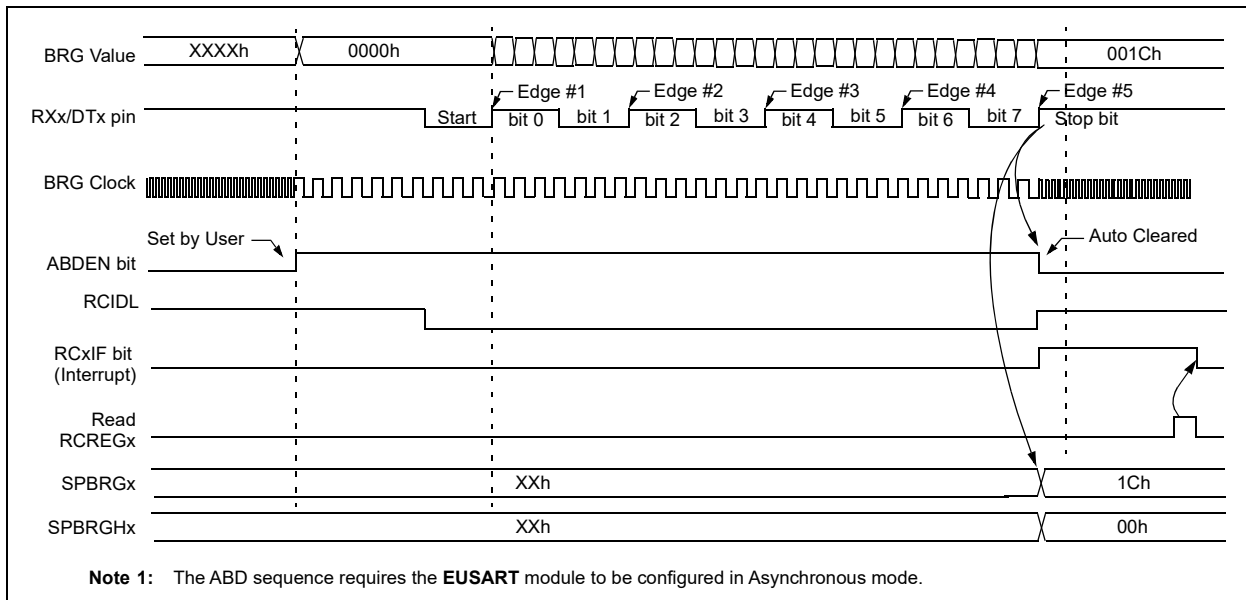 BRG Value
XXXXh
0000h
001Ch
RXx/DTx pin
Start
Edge #1
bit 0
bit 1
Edge #2
bit 2
bit 3
Edge #3
bit 4
bit 5
Edge #4
bit 6
bit 7
Edge #5
Stop bit
BRG Clock
Set by User
Auto Cleared
ABDEN bit
RCIDL
RCxIF bit
(Interrupt)
Read
RCREGx
SPBRGx
XXh
1Ch
SPBRGHx
XXh
00h
Note 1: The ABD sequence requires the EUSART module to be configured in Asynchronous mode.